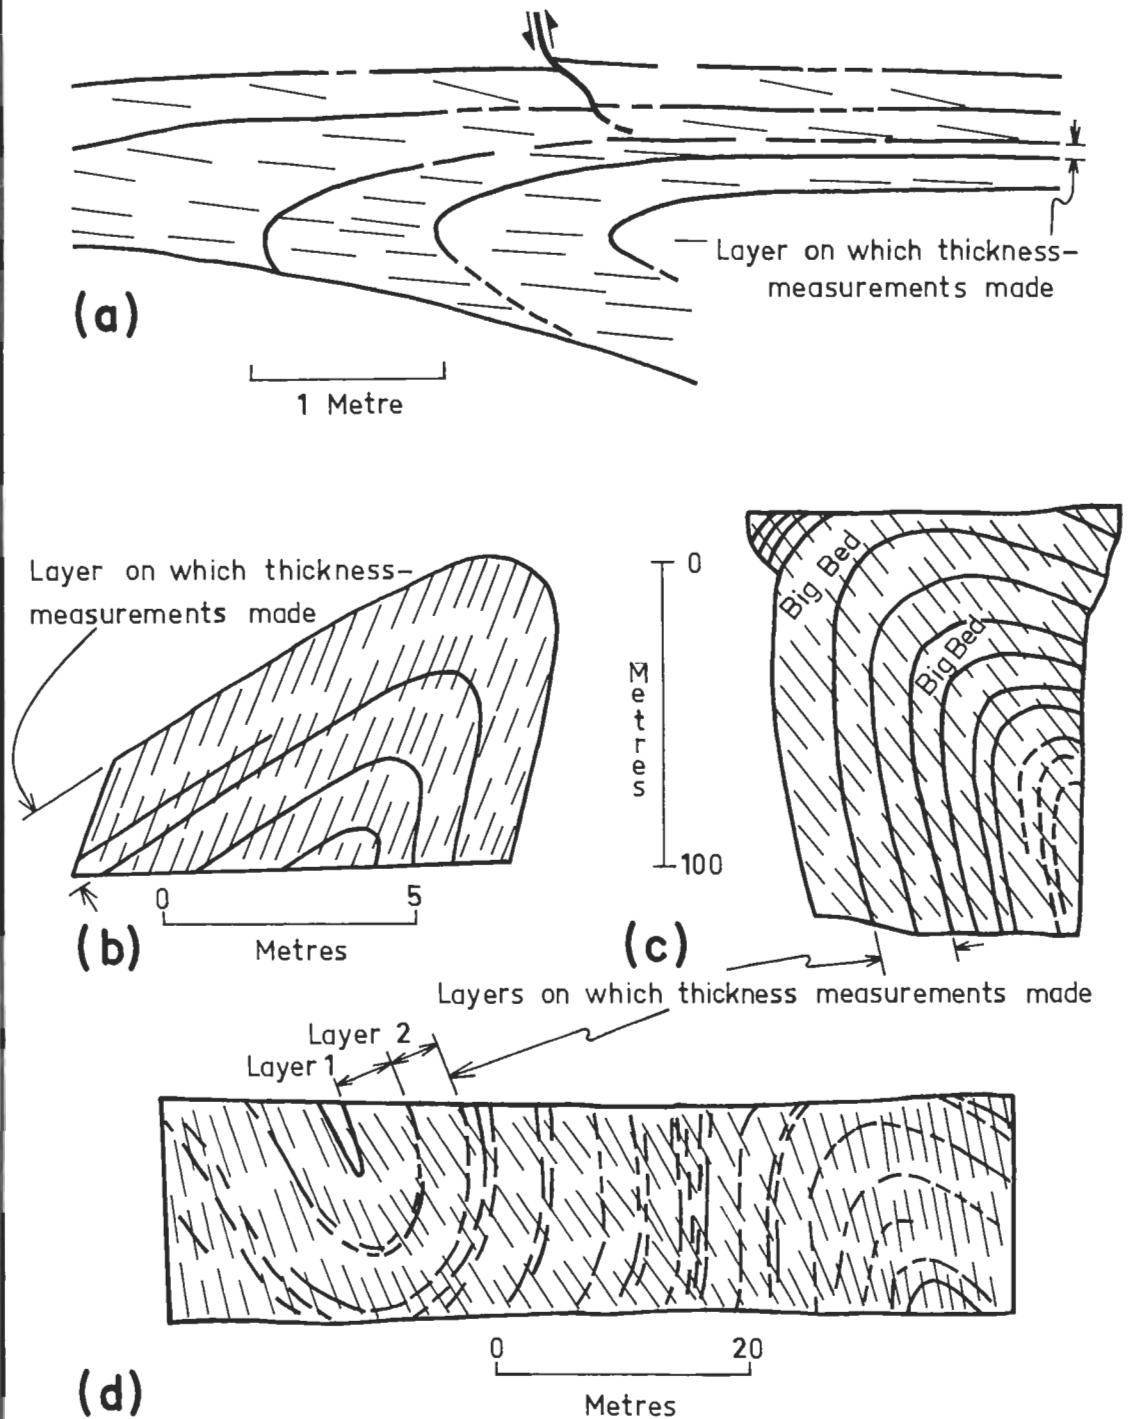 Layer on which thickness-
measurements made
(a)
1 Metre
Layer on which thickness-
measurements made
0
Big Bed
Big Bed
Metres
100
0 5
(b)
Metres
(c)
Layers on which thickness measurements made
Layer 2
Layer 1
0 20
(d)
Metres